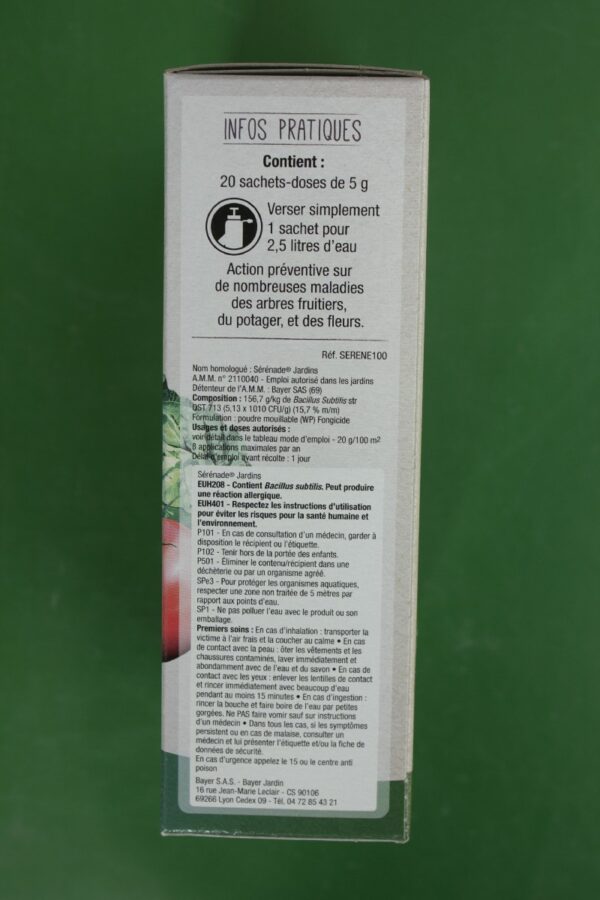 INFOS PRATIQUES
Contient :
20 sachets-doses de 5 g
Verser simplement
1 sachet pour
2,5 litres d'eau
Action préventive sur
de nombreuses maladies
des arbres fruitiers,
du potager, et des fleurs.
Réf. SERENE100
Nom homologué : Sérénade® Jardins
A.M.M. n° 2110040 - Emploi autorisé dans les jardins
Détenteur de l'A.M.M. : Bayer SAS (69)
Composition : 156,7 g/kg de Bacillus Subtilis str
QST 713 (5,13 x 1010 CFU/g) (15,7 % m/m)
Formulation : poudre mouillable (WP) Fongicide
Usages et doses autorisés :
voir détail dans le tableau mode d'emploi - 20 g/100 m2
8 applications maximales par an
Délai d'emploi avant récolte : 1 jour
Sérénade® Jardins
EUH208 - Contient Bacillus subtilis. Peut produire
une réaction allergique.
EUH401 - Respectez les instructions d'utilisation
pour éviter les risques pour la santé humaine et
l'environnement.
P101 - En cas de consultation d'un médecin, garder à
disposition le récipient ou l'étiquette.
P102 - Tenir hors de la portée des enfants.
P501 - Éliminer le contenu/récipient dans une
déchèterie ou par un organisme agréé.
SPe3 - Pour protéger les organismes aquatiques,
respecter une zone non traitée de 5 mètres par
rapport aux points d'eau.
SP1 - Ne pas polluer l'eau avec le produit ou son
emballage.
Premiers soins : En cas d'inhalation : transporter la
victime à l'air frais et la coucher au calme • En cas
de contact avec la peau : ôter les vêtements et les
chaussures contaminés, laver immédiatement et
abondamment avec de l'eau et du savon • En cas de
contact avec les yeux : enlever les lentilles de contact
et rincer immédiatement avec beaucoup d'eau
pendant au moins 15 minutes • En cas d'ingestion :
rincer la bouche et faire boire de l'eau par petites
gorgées. Ne PAS faire vomir sauf sur instructions
d'un médecin • Dans tous les cas, si les symptômes
persistent ou en cas de malaise, consulter un
médecin et lui présenter l'étiquette et/ou la fiche de
données de sécurité.
En cas d'urgence appelez le 15 ou le centre anti
poison
Bayer S.A.S. - Bayer Jardin
16 rue Jean-Marie Leclair - CS 90106
69266 Lyon Cedex 09 - Tél. 04 72 85 43 21